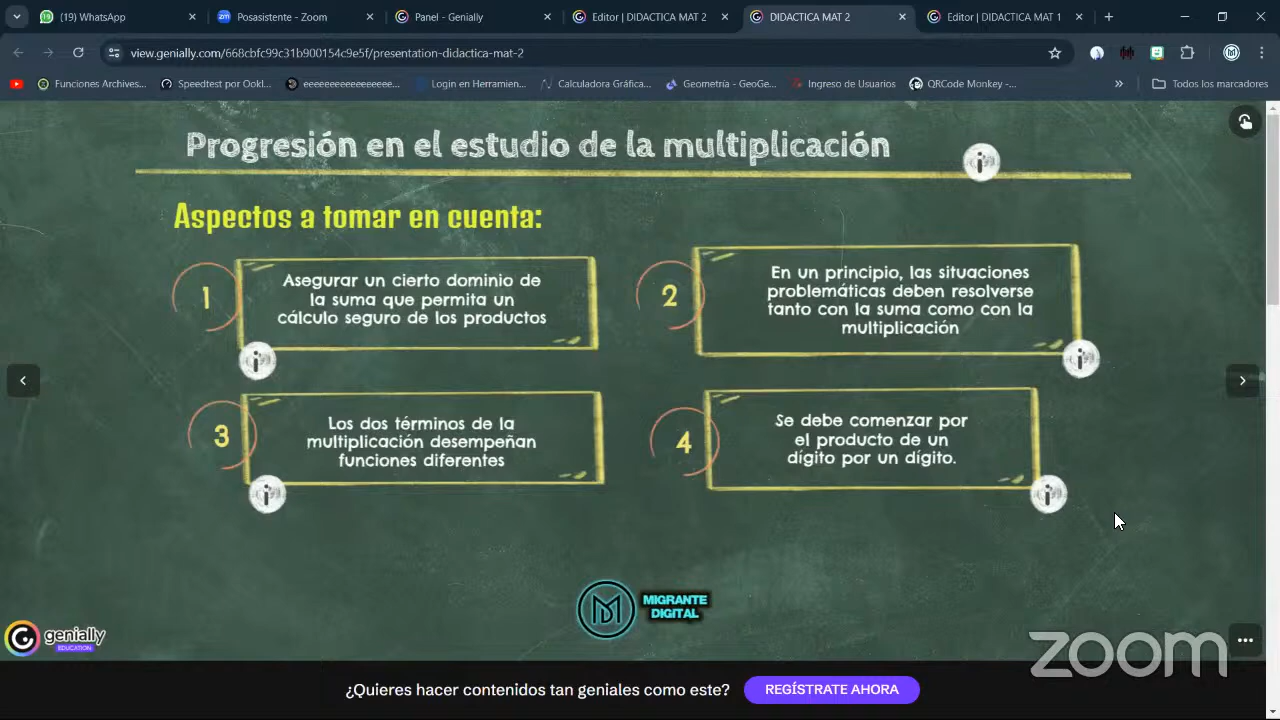 (19) WhatsApp
Posasistente - Zoom
Panel - Genially
Editor | DIDACTICA MAT 2
DIDACTICA MAT 2
Editor | DIDACTICA MAT 1
view.genially.com/668cbfc99c31b900154c9e5f/presentation-didactica-mat-2
Funciones Archives...
Speedtest por Ookl...
eeeeeeeeeeeeeeee...
Login en Herramien...
Calculadora Gráfica...
Geometría - GeoGe...
Ingreso de Usuarios
QRCode Monkey -...
»
Todos los marcadores
Progresión en el estudio de la multiplicación
Aspectos a tomar en cuenta:
1
Asegurar un cierto dominio de
la suma que permita un
cálculo seguro de los productos
2
En un principio, las situaciones
problemáticas deben resolverse
tanto con la suma como con la
multiplicación
3
Los dos términos de la
multiplicación desempeñan
funciones diferentes
4
Se debe comenzar por
el producto de un
dígito por un dígito.
MIGRANTE
DIGITAL
genially
EDUCATION
zoom
¿Quieres hacer contenidos tan geniales como este?
REGÍSTRATE AHORA